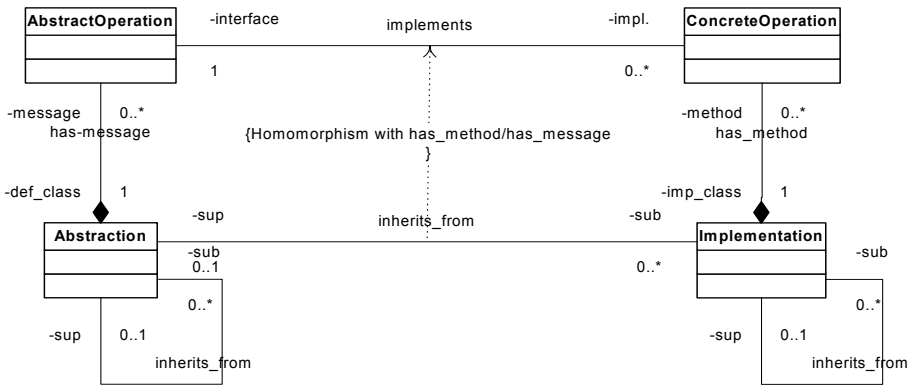 AbstractOperation
-interface
implements
-impl.
ConcreteOperation
1
0..*
-message
0..*
has-message
-method
0..*
has_method
{Homomorphism with has_method/has_message
}
-def_class
1
-imp_class
1
Abstraction
-sup
inherits_from
-sub
Implementation
-sub
0..1
0..*
-sub
0..*
0..*
-sup
0..1
inherits_from
-sup
0..1
inherits_from